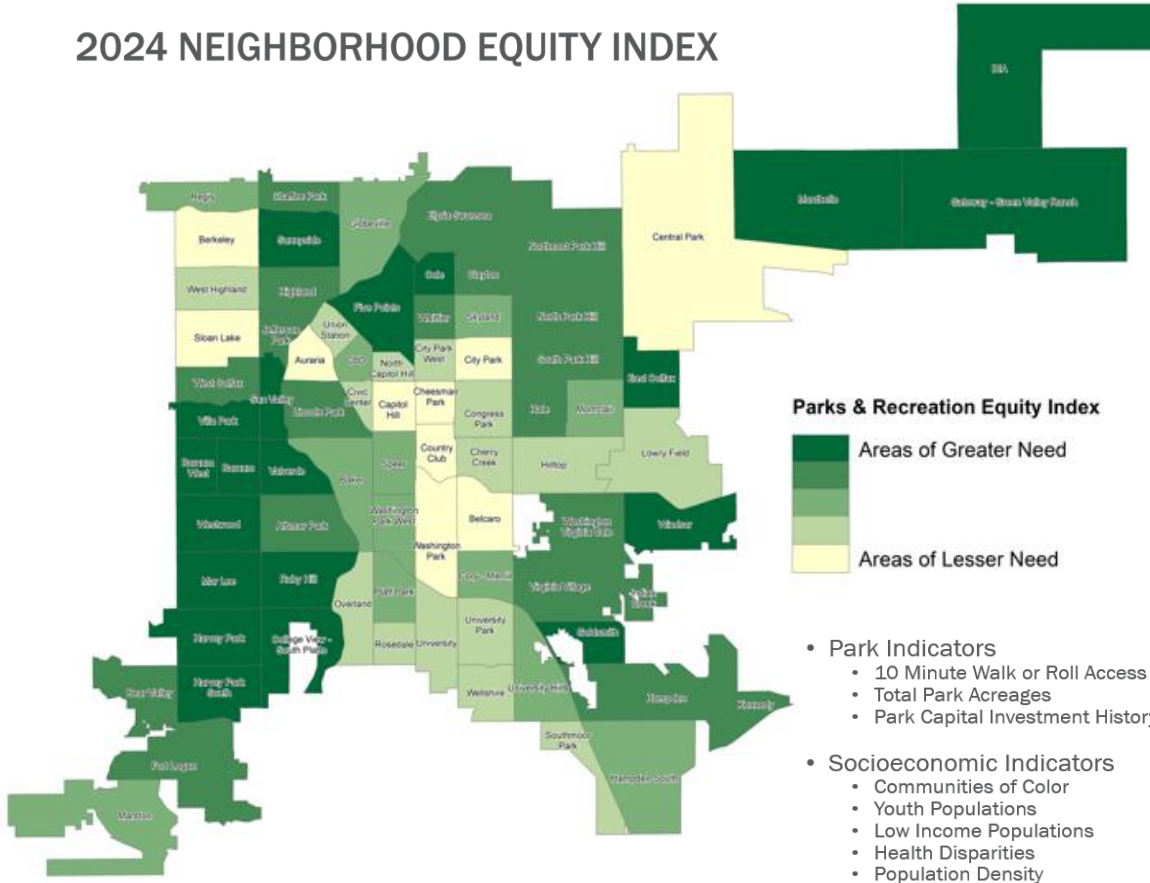 2024 NEIGHBORHOOD EQUITY INDEX
DIA
Montbello
Gateway - Green Valley Ranch
Regis
Chaffee Park
Globeville
Elyria Swansea
Northeast Park Hill
Central Park
Berkeley
Sunnyside
West Highland
Highland
Cole
Clayton
Five Points
Whittier
Skyland
North Park Hill
Sloan Lake
Jefferson
Park
Union
Station
Auraria
CBD
North
Capitol Hill
City Park
West
City Park
South Park Hill
East Colfax
West Colfax
Sun Valley
Lincoln Park
Civic
Center
Capitol
Hill
Cheesman
Park
Congress
Park
Hale
Montclair
Villa Park
Barnum
West
Barnum
Valverde
Baker
Speer
Country
Club
Cherry
Creek
Hilltop
Lowry Field
Westwood
Athmar Park
Washington
Park West
Washington
Park
Belcaro
Washington
Virginia Vale
Windsor
Mar Lee
Ruby Hill
Overland
Platt Park
Cory - Merrill
Virginia Village
Indian
Creek
Harvey Park
College View -
South Platte
Rosedale
University
University
Park
Goldsmith
Bear Valley
Harvey Park
South
Wellshire
University Hills
Hampden
Kennedy
Fort Logan
Southmoor
Park
Hampden South
Marston
Parks & Recreation Equity Index
Areas of Greater Need
Areas of Lesser Need
• Park Indicators
• 10 Minute Walk or Roll Access
• Total Park Acreages
• Park Capital Investment History
• Socioeconomic Indicators
• Communities of Color
• Youth Populations
• Low Income Populations
• Health Disparities
• Population Density